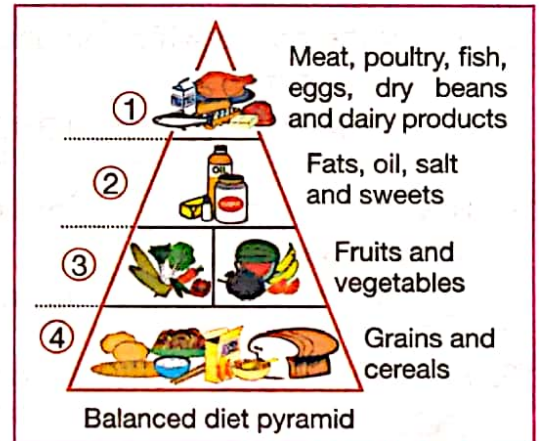 ① Meat, poultry, fish,
eggs, dry beans
and dairy products
② Fats, oil, salt
and sweets
OIL
③ Fruits and
vegetables
④ Grains and
cereals
Balanced diet pyramid